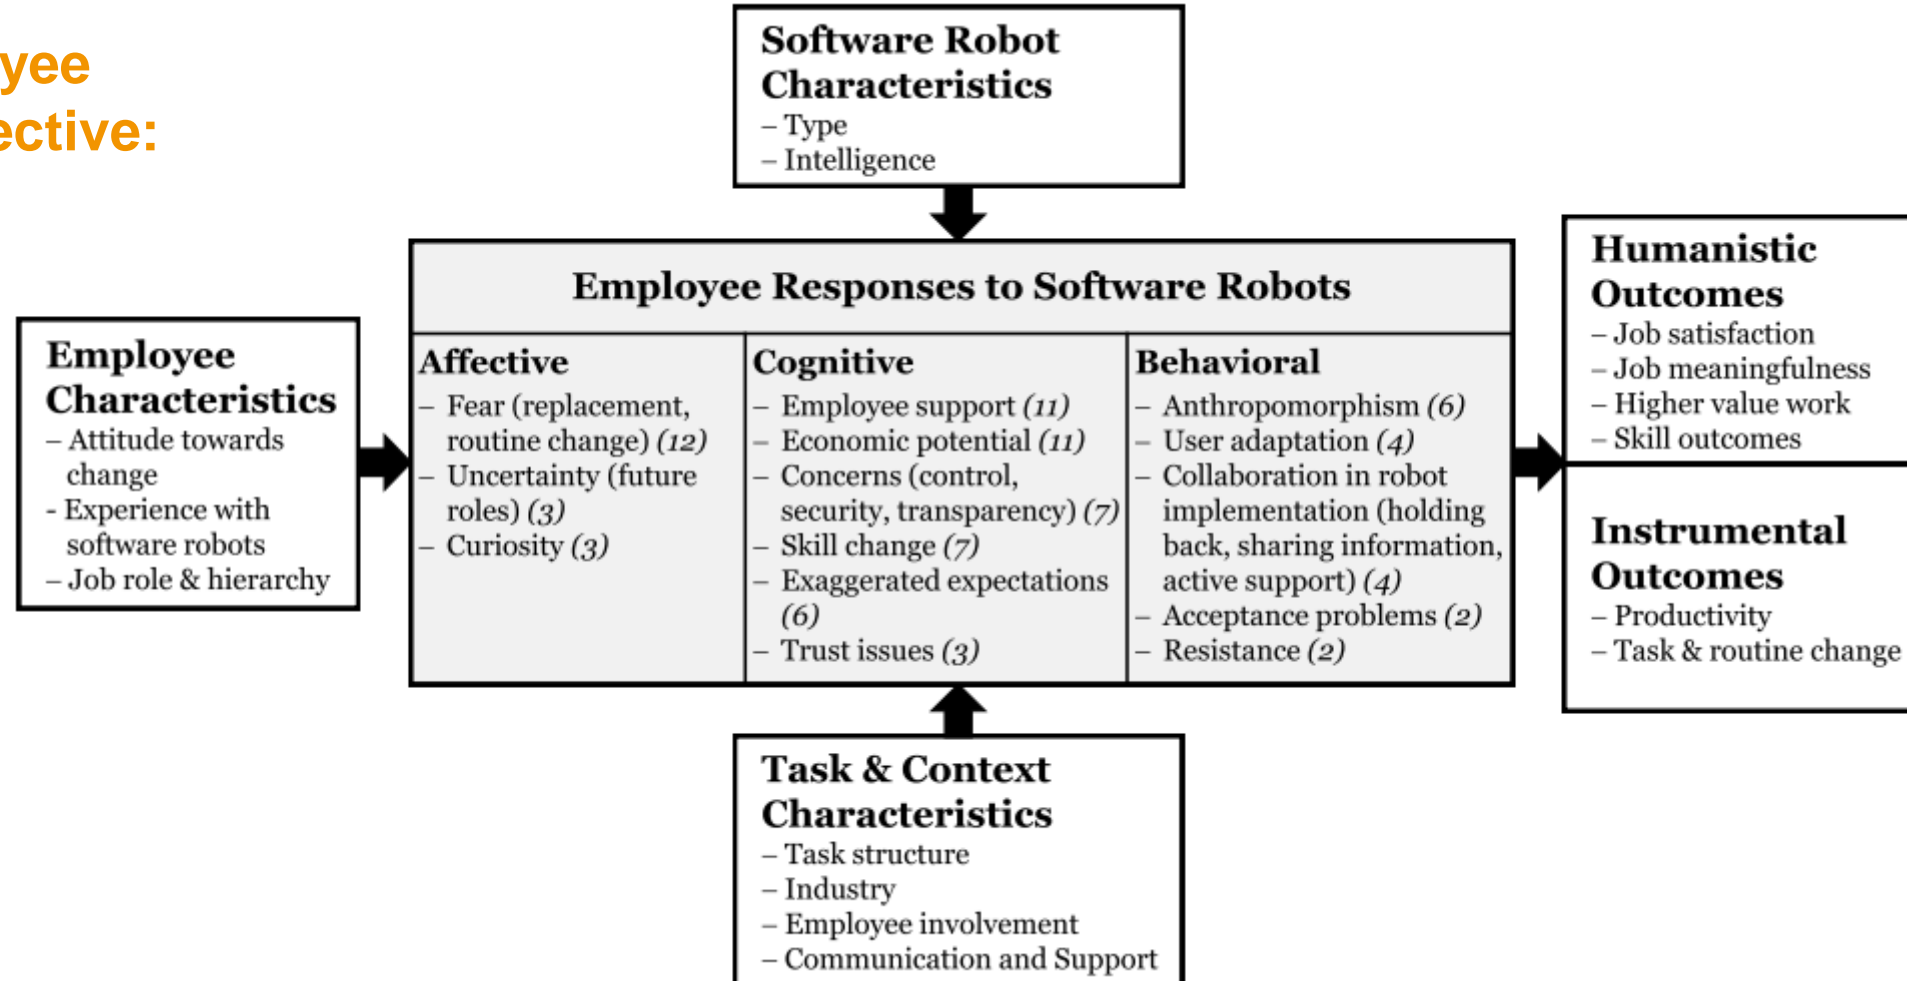 yee
ective:
Software Robot
Characteristics
– Type
– Intelligence
Employee
Characteristics
– Attitude towards
change
- Experience with
software robots
– Job role & hierarchy
Employee Responses to Software Robots
Affective
– Fear (replacement,
routine change) (12)
– Uncertainty (future
roles) (3)
– Curiosity (3)
Cognitive
– Employee support (11)
– Economic potential (11)
– Concerns (control,
security, transparency) (7)
– Skill change (7)
– Exaggerated expectations
(6)
– Trust issues (3)
Behavioral
– Anthropomorphism (6)
– User adaptation (4)
– Collaboration in robot
implementation (holding
back, sharing information,
active support) (4)
– Acceptance problems (2)
– Resistance (2)
Humanistic
Outcomes
– Job satisfaction
– Job meaningfulness
– Higher value work
– Skill outcomes
Instrumental
Outcomes
– Productivity
– Task & routine change
Task & Context
Characteristics
– Task structure
– Industry
– Employee involvement
– Communication and Support